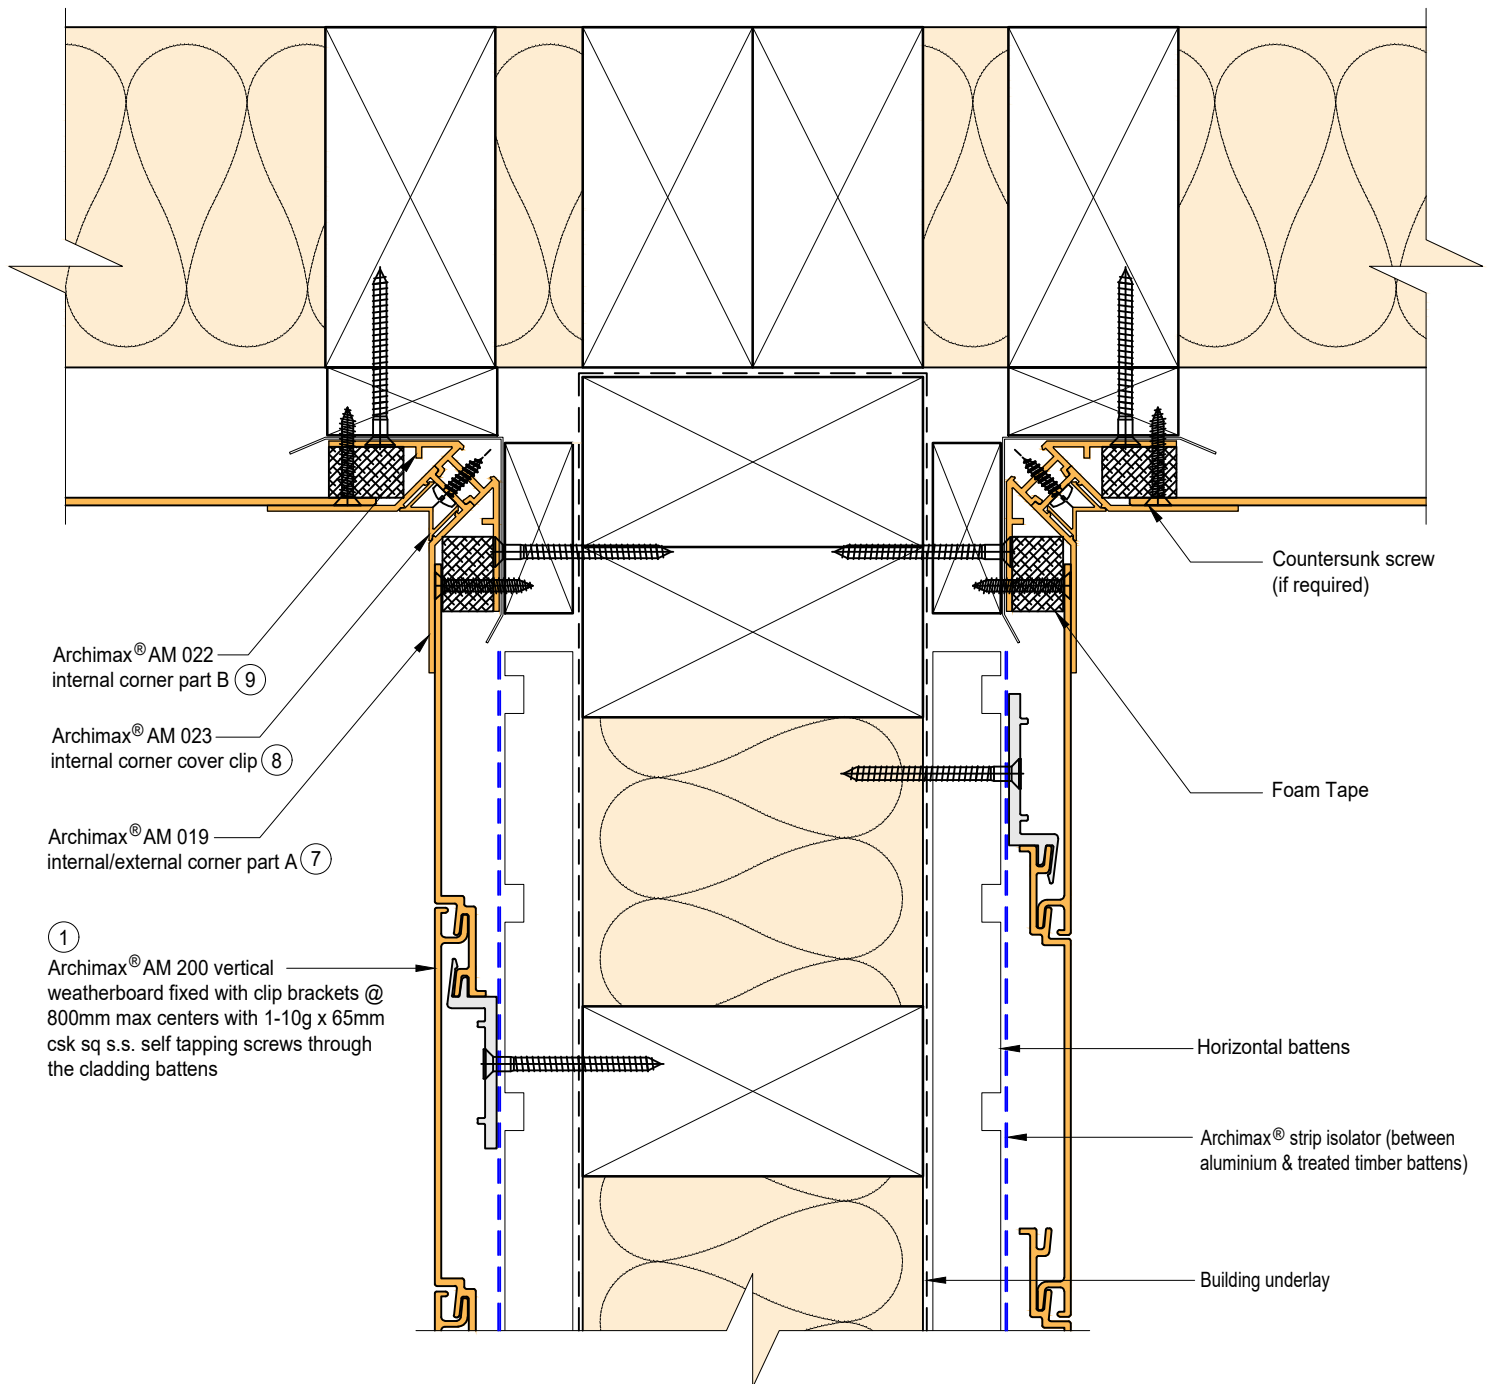 Archimax® AM 022
internal corner part B 9
Archimax® AM 023
internal corner cover clip 8
Archimax® AM 019
internal/external corner part A 7
1
Archimax® AM 200 vertical
weatherboard fixed with clip brackets @
800mm max centers with 1-10g x 65mm
csk sq s.s. self tapping screws through
the cladding battens
Countersunk screw
(if required)
Foam Tape
Horizontal battens
Archimax® strip isolator (between
aluminium & treated timber battens)
Building underlay